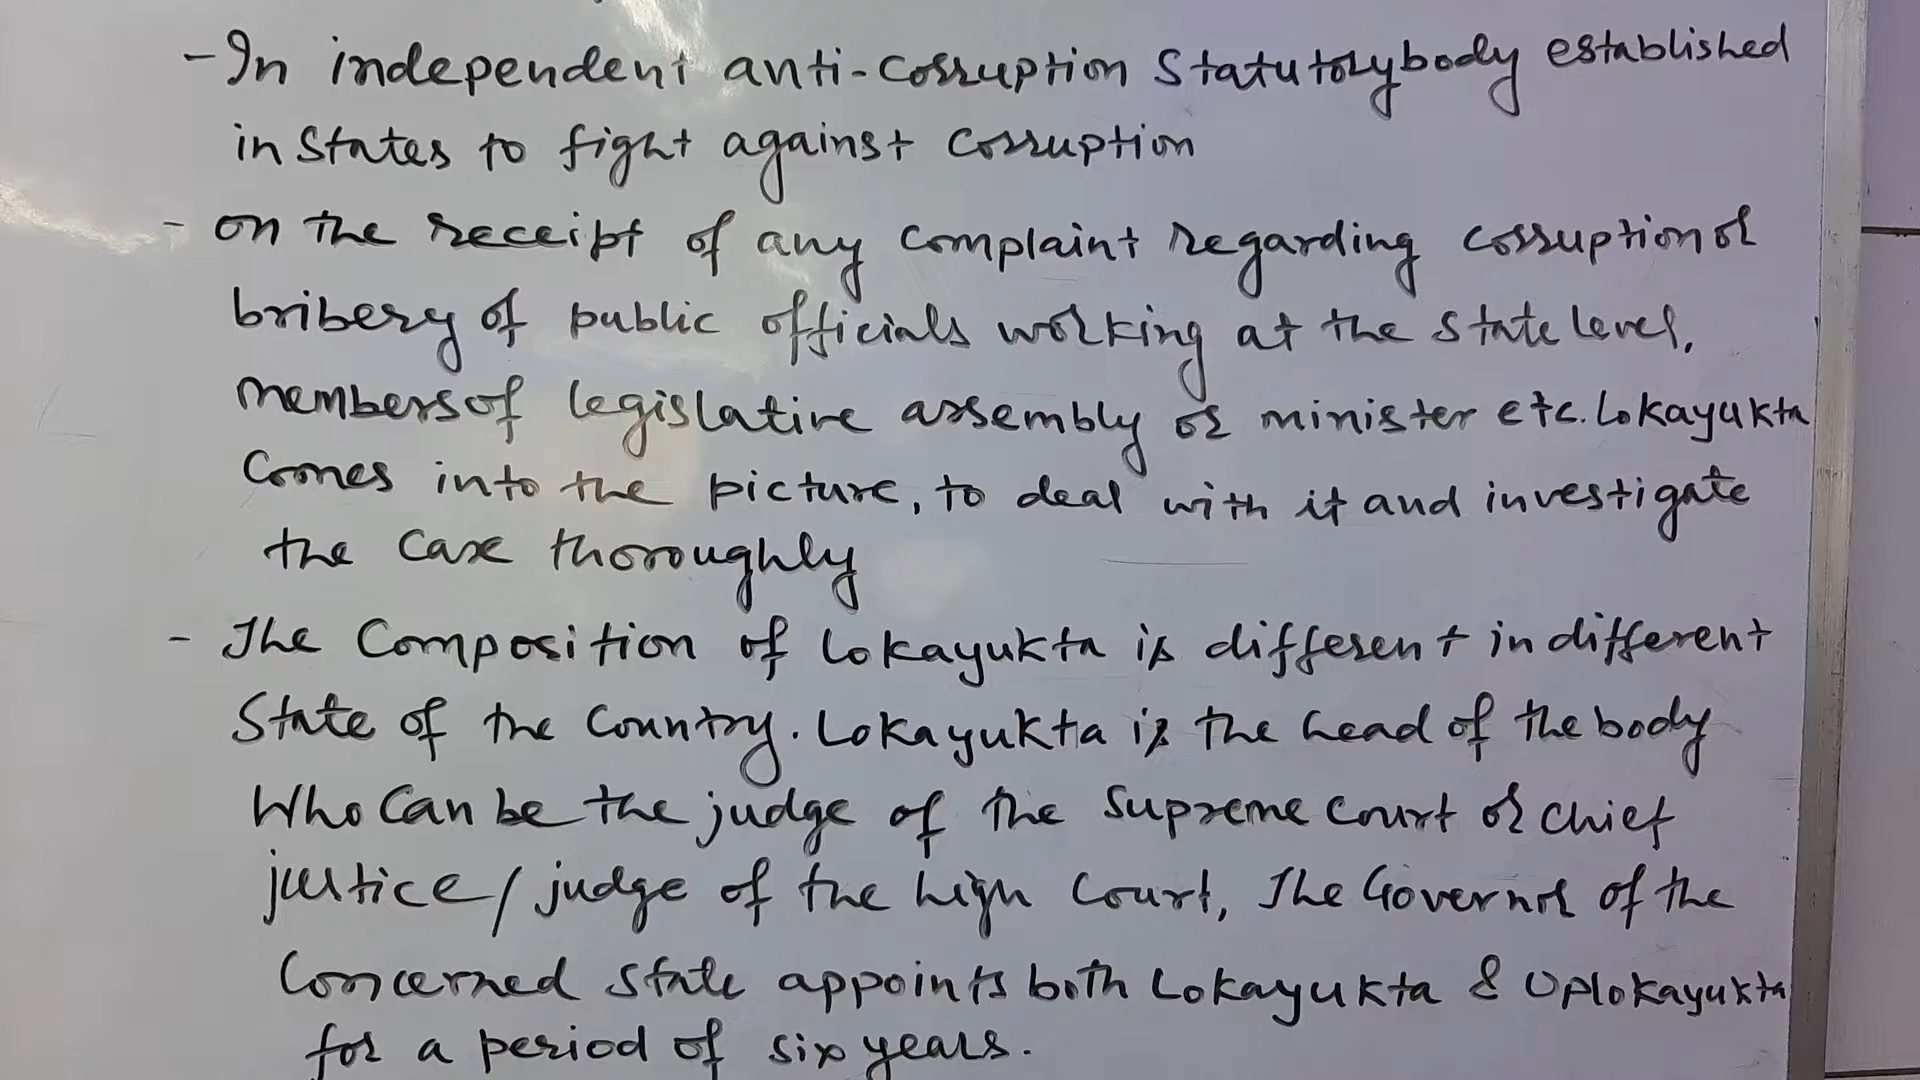 - In independent anti-corruption Statutory body established
in States to fight against corruption
- on the receipt of any complaint regarding corruption or
bribery of public officials working at the state level,
members of legislative assembly or minister etc. Lokayukta
Comes into the picture, to deal with it and investigate
the case thoroughly
- The Composition of Lokayukta is different in different
State of the Country. Lokayukta is the head of the body
Who Can be the judge of the Supreme Court or chief
justice / judge of the high Court, The Governor of the
Concerned state appoints both Lokayukta & Uplokayukta
for a period of six years.